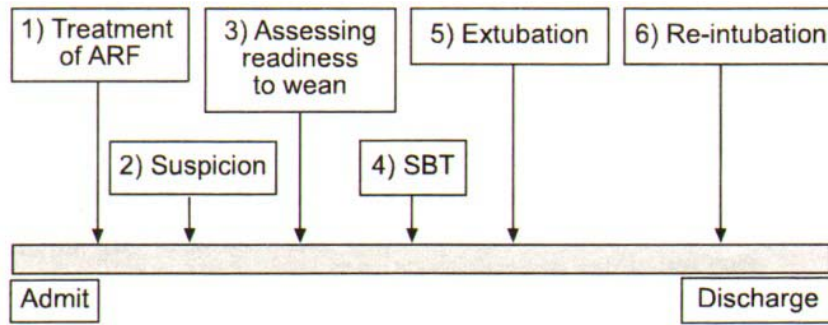 1) Treatment
of ARF
3) Assessing
readiness
to wean
5) Extubation
6) Re-intubation
2) Suspicion
4) SBT
Admit
Discharge